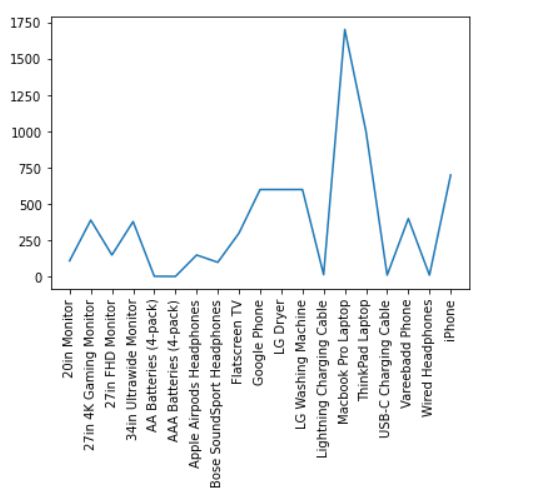 1750
1500
1250
1000
750
500
250
0
20in Monitor
27in 4K Gaming Monitor
27in FHD Monitor
34in Ultrawide Monitor
AA Batteries (4-pack)
AAA Batteries (4-pack)
Apple Airpods Headphones
Bose SoundSport Headphones
Flatscreen TV
Google Phone
LG Dryer
LG Washing Machine
Lightning Charging Cable
Macbook Pro Laptop
ThinkPad Laptop
USB-C Charging Cable
Vareebadd Phone
Wired Headphones
iPhone